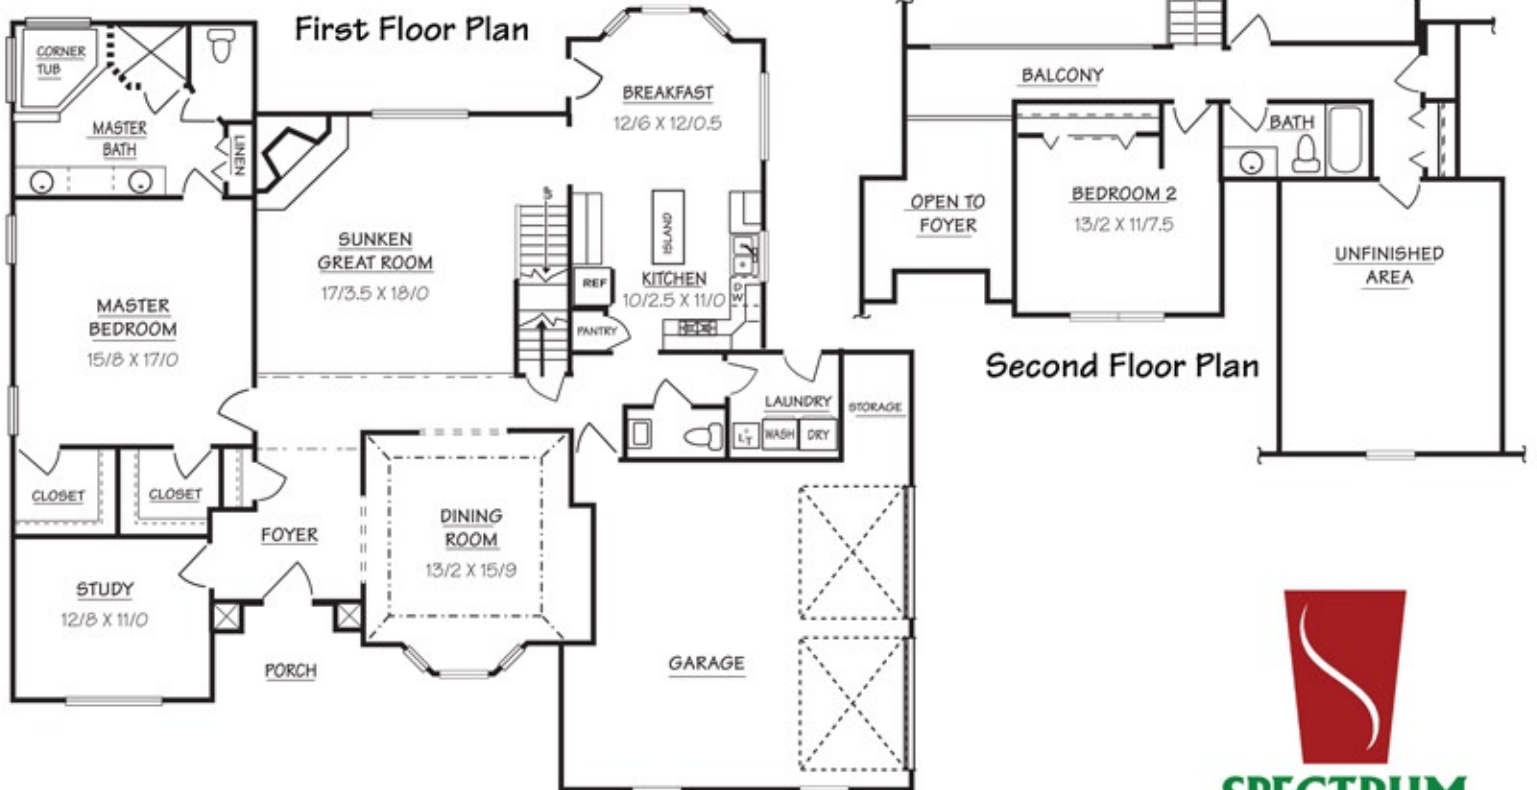 First Floor Plan
CORNER
TUB
MASTER
BATH
LINEN
BREAKFAST
12/6 X 12/0.5
UP
ISLAND
SUNKEN
GREAT ROOM
17/3.5 X 18/0
REF
KITCHEN
10/2.5 X 11/0
DW
PANTRY
MASTER
BEDROOM
15/8 X 17/0
LAUNDRY
STORAGE
LT
WASH
DRY
CLOSET
CLOSET
FOYER
DINING
ROOM
13/2 X 15/9
STUDY
12/8 X 11/0
PORCH
GARAGE
BALCONY
BATH
BEDROOM 2
13/2 X 11/7.5
OPEN TO
FOYER
UNFINISHED
AREA
Second Floor Plan
SPECTRUM